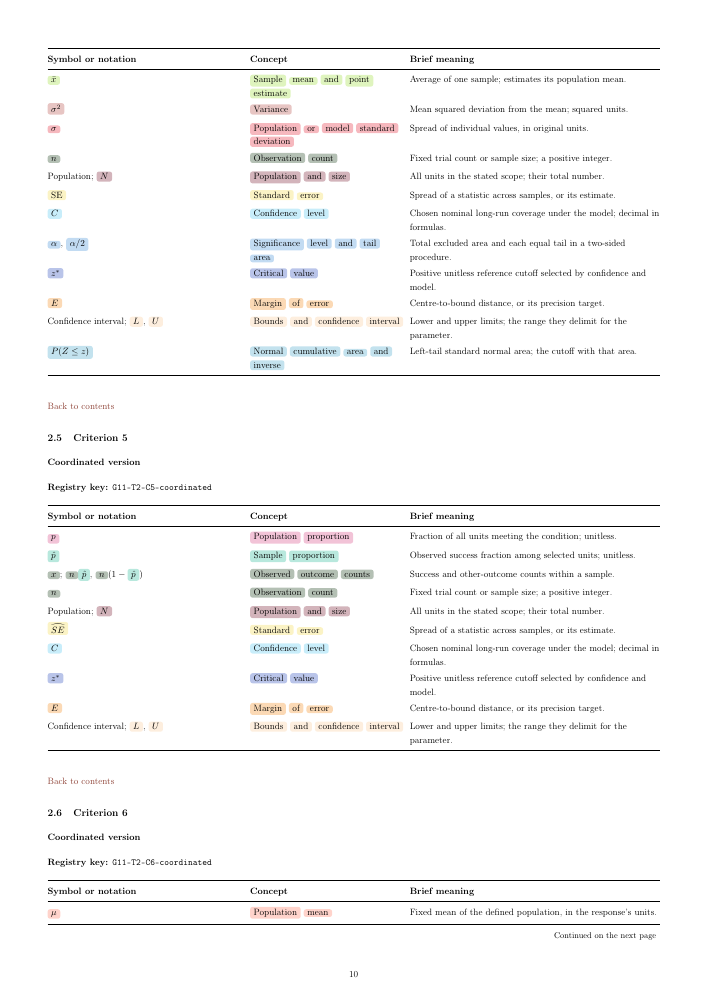 Symbol or notation Concept Brief meaning
x̄ Sample mean and point Average of one sample; estimates its population mean.
estimate
σ² Variance Mean squared deviation from the mean; squared units.
σ Population or model standard Spread of individual values, in original units.
deviation
n Observation count Fixed trial count or sample size; a positive integer.
Population; N Population and size All units in the stated scope; their total number.
SE Standard error Spread of a statistic across samples, or its estimate.
C Confidence level Chosen nominal long-run coverage under the model; decimal in
formulas.
α, α/2 Significance level and tail Total excluded area and each equal tail in a two-sided
area procedure.
z* Critical value Positive unitless reference cutoff selected by confidence and
model.
E Margin of error Centre-to-bound distance, or its precision target.
Confidence interval; L, U Bounds and confidence interval Lower and upper limits; the range they delimit for the
parameter.
P(Z ≤ z) Normal cumulative area and Left-tail standard normal area; the cutoff with that area.
inverse
Back to contents
2.5 Criterion 5
Coordinated version
Registry key: G11-T2-C5-coordinated
Symbol or notation Concept Brief meaning
p Population proportion Fraction of all units meeting the condition; unitless.
p̂ Sample proportion Observed success fraction among selected units; unitless.
x; n p̂, n(1 − p̂) Observed outcome counts Success and other-outcome counts within a sample.
n Observation count Fixed trial count or sample size; a positive integer.
Population; N Population and size All units in the stated scope; their total number.
S͡E Standard error Spread of a statistic across samples, or its estimate.
C Confidence level Chosen nominal long-run coverage under the model; decimal in
formulas.
z* Critical value Positive unitless reference cutoff selected by confidence and
model.
E Margin of error Centre-to-bound distance, or its precision target.
Confidence interval; L, U Bounds and confidence interval Lower and upper limits; the range they delimit for the
parameter.
Back to contents
2.6 Criterion 6
Coordinated version
Registry key: G11-T2-C6-coordinated
Symbol or notation Concept Brief meaning
μ Population mean Fixed mean of the defined population, in the response's units.
Continued on the next page
10